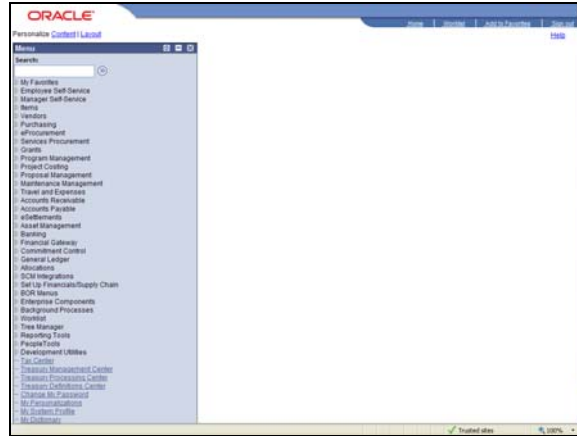 ORACLE
Home | Worklist | Add to Favorites | Sign out
Personalize Content | Layout
Help
Menu
Search:
My Favorites
Employee Self-Service
Manager Self-Service
Items
Vendors
Purchasing
eProcurement
Services Procurement
Grants
Program Management
Project Costing
Proposal Management
Maintenance Management
Travel and Expenses
Accounts Receivable
Accounts Payable
eSettlements
Asset Management
Banking
Financial Gateway
Commitment Control
General Ledger
Allocations
SCM Integrations
Set Up Financials/Supply Chain
BOR Menus
Enterprise Components
Background Processes
Worklist
Tree Manager
Reporting Tools
PeopleTools
Development Utilities
Tax Center
Treasury Management Center
Treasury Processing Center
Treasury Definitions Center
Change My Password
My Personalizations
My System Profile
My Dictionary
Trusted sites
100%